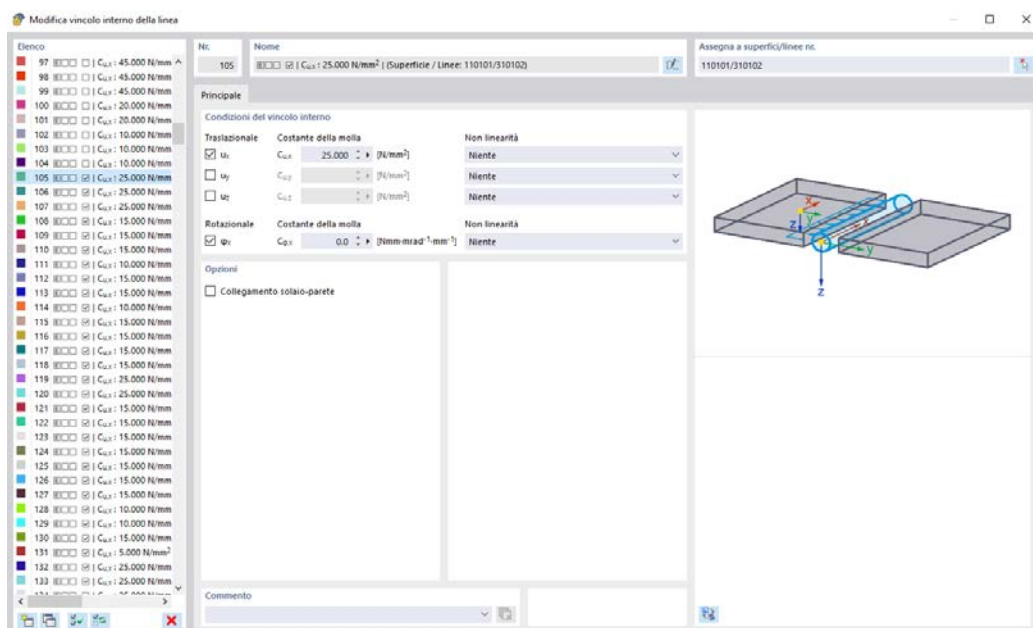 Modifica vincolo interno della linea
Elenco
97 | Cu,x : 45.000 N/mm
98 | Cu,x : 45.000 N/mm
99 | Cu,x : 45.000 N/mm
100 | Cu,x : 20.000 N/mm
101 | Cu,x : 20.000 N/mm
102 | Cu,x : 10.000 N/mm
103 | Cu,x : 10.000 N/mm
104 | Cu,x : 10.000 N/mm
105 | Cu,x : 25.000 N/mm
106 | Cu,x : 25.000 N/mm
107 | Cu,x : 25.000 N/mm
108 | Cu,x : 15.000 N/mm
109 | Cu,x : 15.000 N/mm
110 | Cu,x : 15.000 N/mm
111 | Cu,x : 10.000 N/mm
112 | Cu,x : 15.000 N/mm
113 | Cu,x : 15.000 N/mm
114 | Cu,x : 10.000 N/mm
115 | Cu,x : 15.000 N/mm
116 | Cu,x : 15.000 N/mm
117 | Cu,x : 15.000 N/mm
118 | Cu,x : 15.000 N/mm
119 | Cu,x : 25.000 N/mm
120 | Cu,x : 25.000 N/mm
121 | Cu,x : 15.000 N/mm
122 | Cu,x : 15.000 N/mm
123 | Cu,x : 15.000 N/mm
124 | Cu,x : 15.000 N/mm
125 | Cu,x : 15.000 N/mm
126 | Cu,x : 15.000 N/mm
127 | Cu,x : 15.000 N/mm
128 | Cu,x : 10.000 N/mm
129 | Cu,x : 10.000 N/mm
130 | Cu,x : 15.000 N/mm
131 | Cu,x : 5.000 N/mm²
132 | Cu,x : 25.000 N/mm
133 | Cu,x : 25.000 N/mm
Nr.
105
Nome
| Cu,x : 25.000 N/mm² | (Superficie / Linee: 110101/310102)
Assegna a superfici/linee nr.
110101/310102
Principale
Condizioni del vincolo interno
Traslazionale Costante della molla Non linearità
ux Cu,x 25.000 [N/mm²] Niente
uy Cu,y [N/mm²] Niente
uz Cu,z [N/mm²] Niente
Rotazionale Costante della molla Non linearità
φx Cφ,x 0.0 [Nmm·mrad⁻¹·mm⁻¹] Niente
Opzioni
Collegamento solaio-parete
Commento
x
y
z
x
y
z